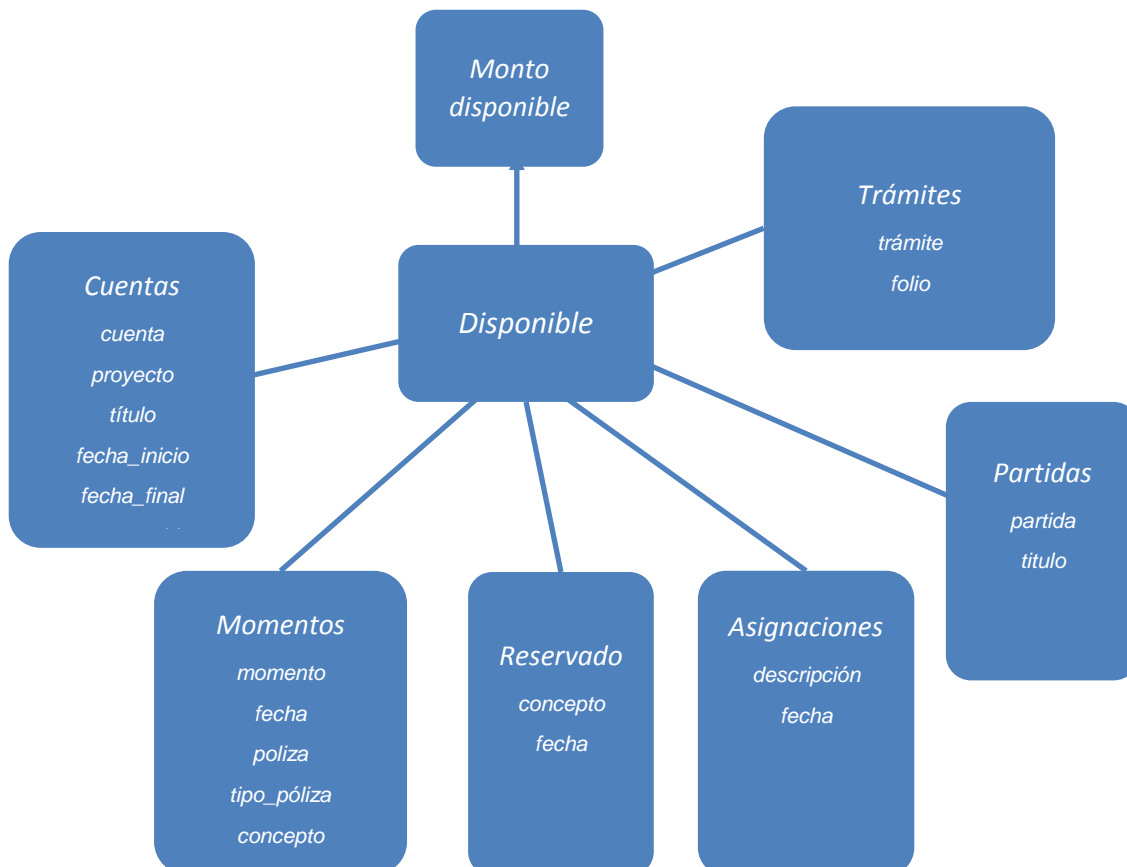 Monto
disponible
Trámites
trámite
folio
Cuentas
cuenta
proyecto
título
fecha_inicio
fecha_final
Disponible
Partidas
partida
titulo
Momentos
momento
fecha
poliza
tipo_póliza
concepto
Reservado
concepto
fecha
Asignaciones
descripción
fecha